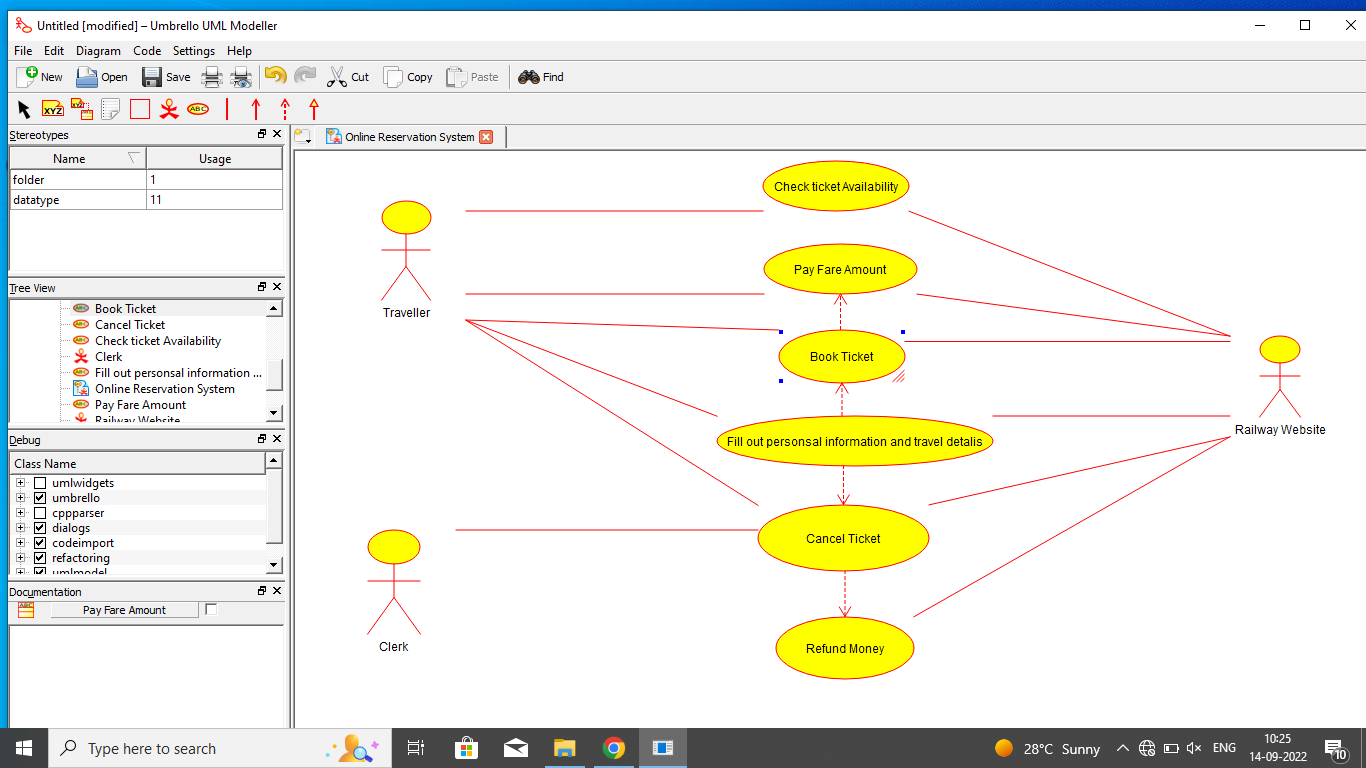 Untitled [modified] – Umbrello UML Modeller
File Edit Diagram Code Settings Help
New Open Save Cut Copy Paste Find
XYZ XYZ ABC
Stereotypes
Name Usage
folder 1
datatype 11
Tree View
Book Ticket
Cancel Ticket
Check ticket Availability
Clerk
Fill out personsal information ...
Online Reservation System
Pay Fare Amount
Railway Website
Debug
Class Name
umlwidgets
umbrello
cppparser
dialogs
codeimport
refactoring
umlmodel
Documentation
Pay Fare Amount
Online Reservation System
Check ticket Availability
Pay Fare Amount
Traveller
Book Ticket
Railway Website
Fill out personsal information and travel detalis
Cancel Ticket
Clerk
Refund Money
Type here to search
28°C Sunny
ENG
10:25
14-09-2022
10